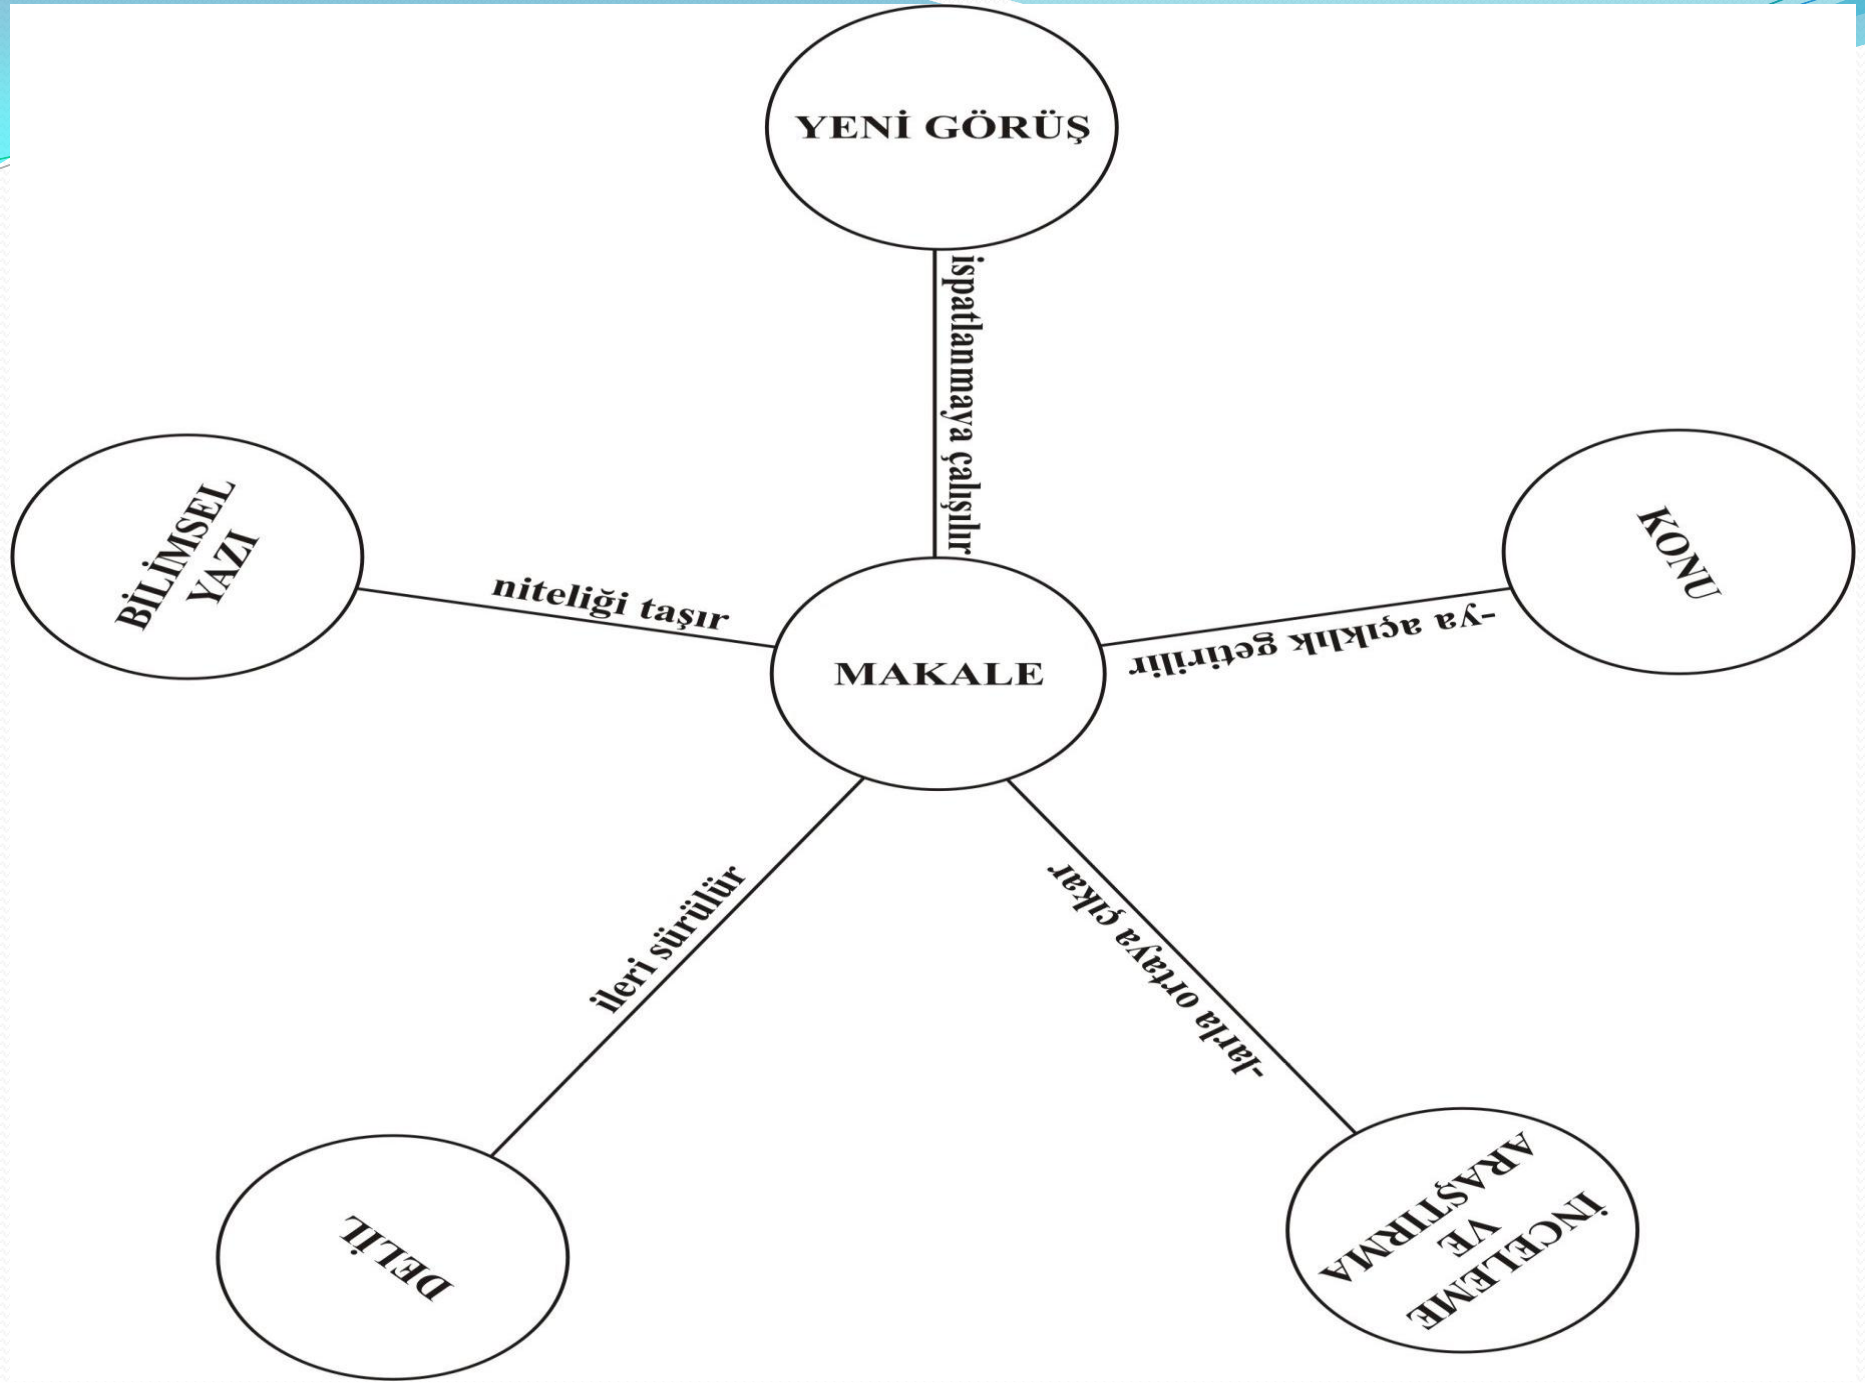 YENİ GÖRÜŞ
ispatlanmaya çalışılır
KONU
-ya açıklık getirilir
BİLİMSEL
YAZI
niteliği taşır
MAKALE
ileri sürülür
DELİL
-larla ortaya çıkar
İNCELEME
VE
ARAŞTIRMA